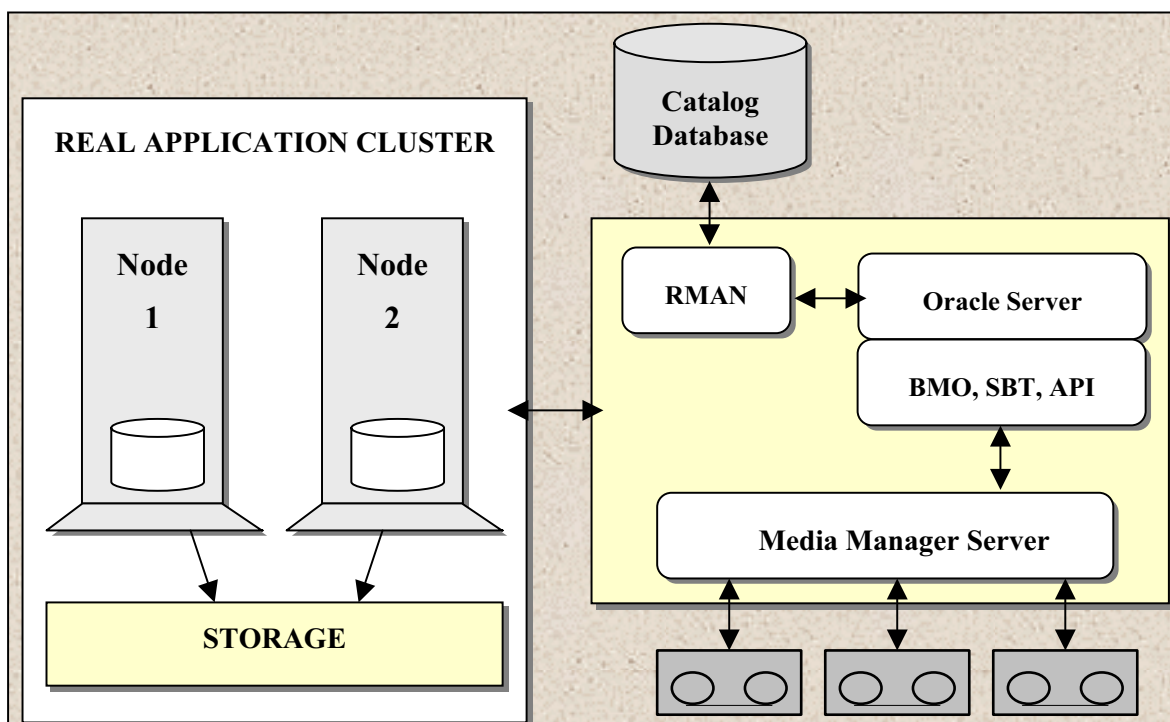 REAL APPLICATION CLUSTER
Node
1
Node
2
STORAGE
Catalog
Database
RMAN
Oracle Server
BMO, SBT, API
Media Manager Server